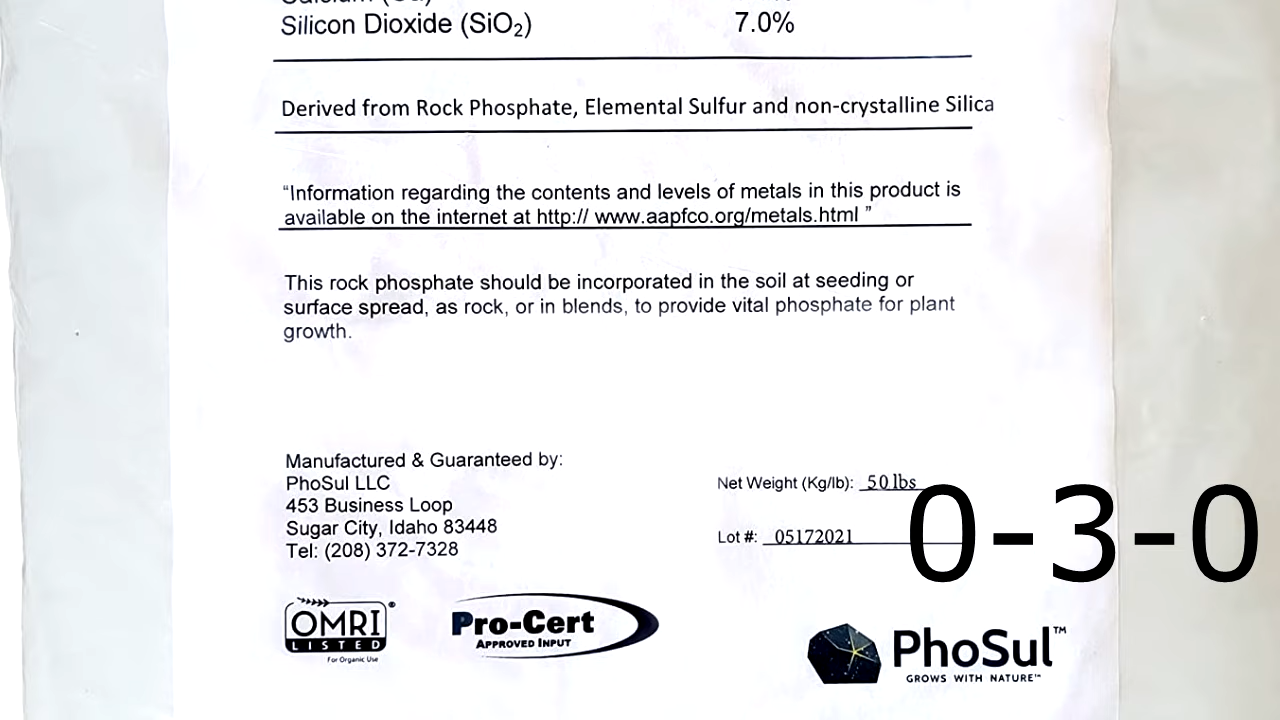 Silicon Dioxide (SiO₂) 7.0%
Derived from Rock Phosphate, Elemental Sulfur and non-crystalline Silica
“Information regarding the contents and levels of metals in this product is
available on the internet at http:// www.aapfco.org/metals.html ”
This rock phosphate should be incorporated in the soil at seeding or
surface spread, as rock, or in blends, to provide vital phosphate for plant
growth.
Manufactured & Guaranteed by:
PhoSul LLC
453 Business Loop
Sugar City, Idaho 83448
Tel: (208) 372-7328
Net Weight (Kg/lb): 50 lbs
Lot #: 05172021
0-3-0
OMRI®
LISTED
For Organic Use
Pro-Cert
APPROVED INPUT
PhoSul™
GROWS WITH NATURE™